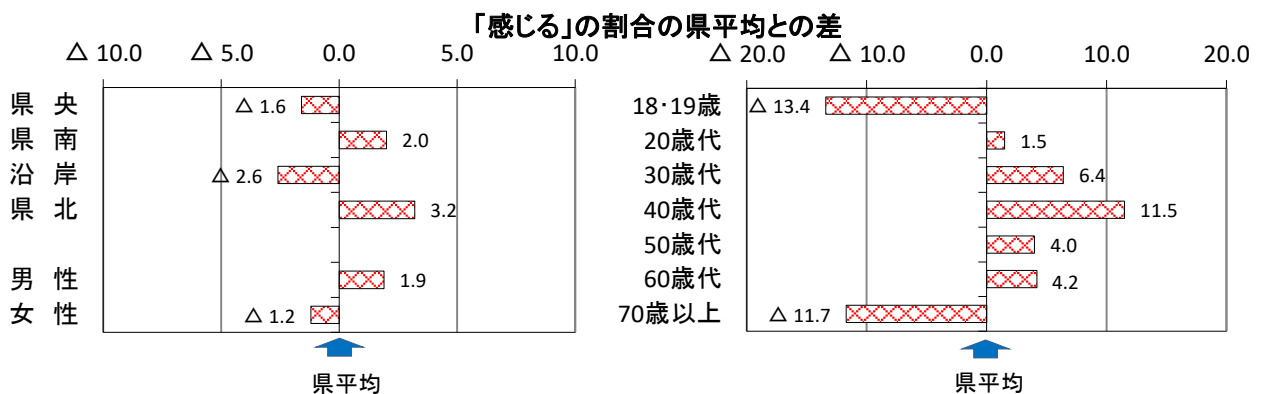 「感じる」の割合の県平均との差
△ 10.0 △ 5.0 0.0 5.0 10.0
県 央 △ 1.6
県 南 2.0
沿 岸 △ 2.6
県 北 3.2
男 性 1.9
女 性 △ 1.2
県平均
△ 20.0 △ 10.0 0.0 10.0 20.0
18･19歳 △ 13.4
20歳代 1.5
30歳代 6.4
40歳代 11.5
50歳代 4.0
60歳代 4.2
70歳以上 △ 11.7
県平均